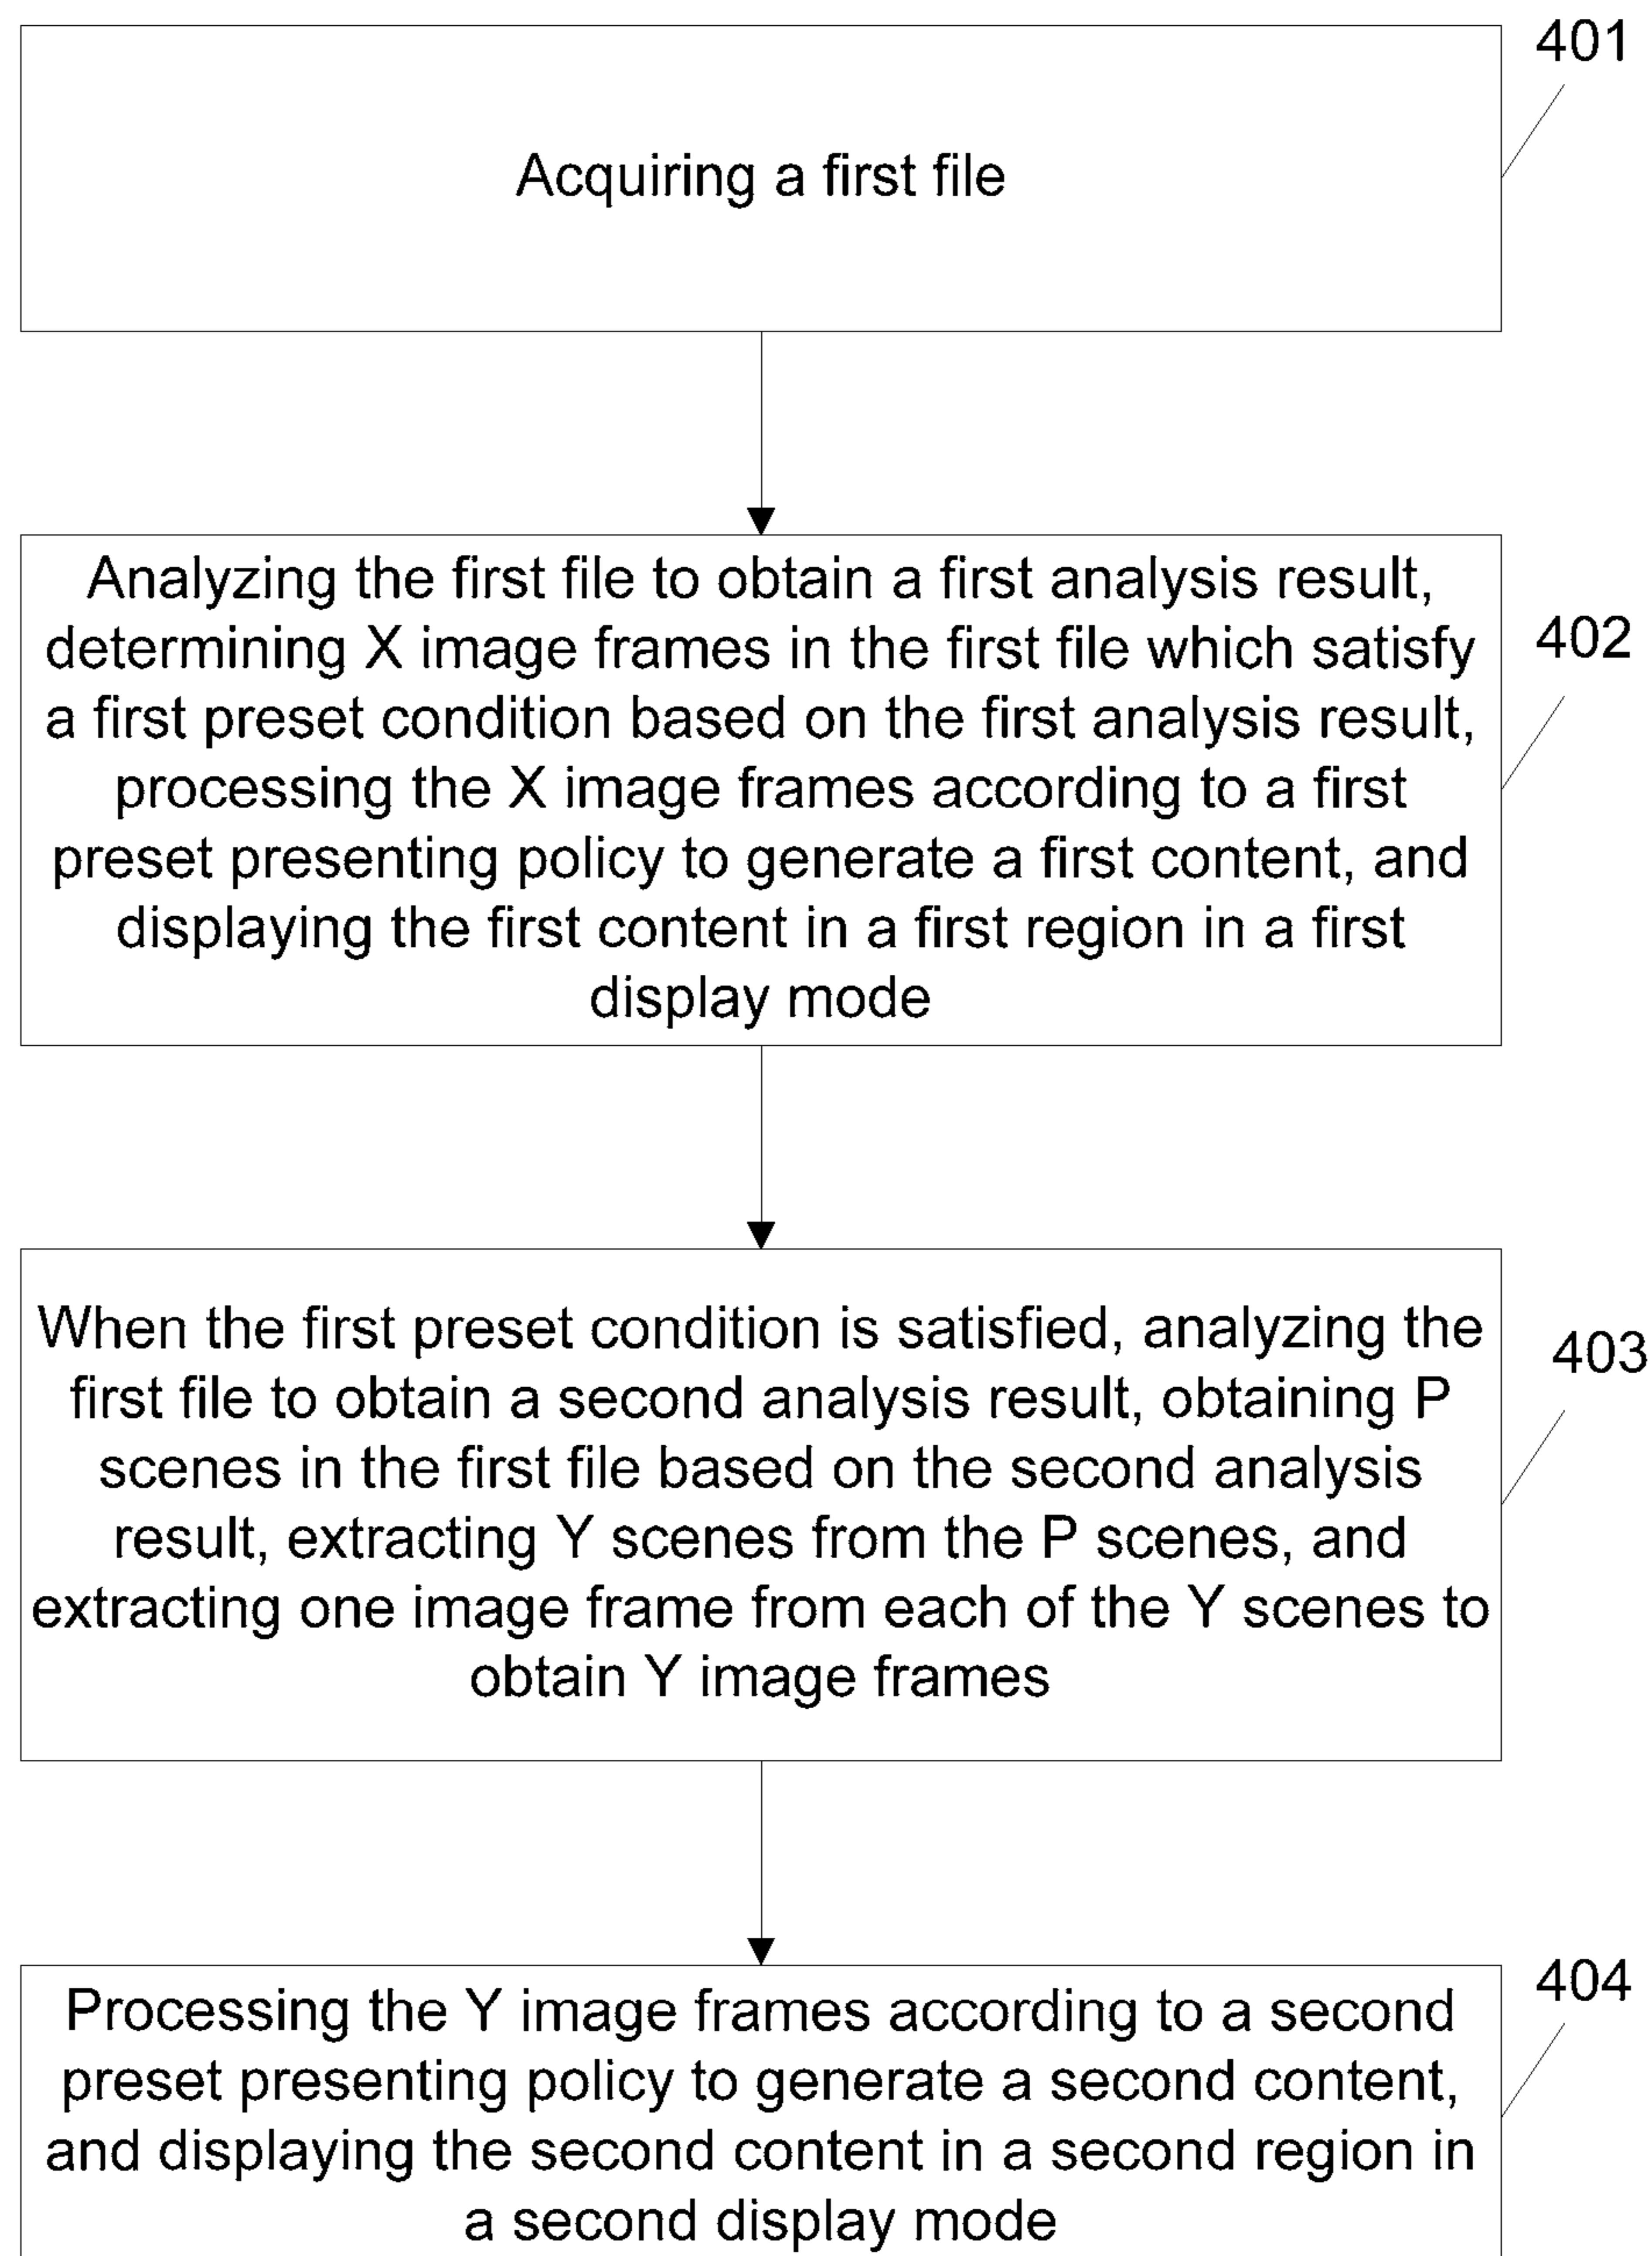 401
Acquiring a first file
Analyzing the first file to obtain a first analysis result,
determining X image frames in the first file which satisfy
a first preset condition based on the first analysis result,
processing the X image frames according to a first
preset presenting policy to generate a first content, and
displaying the first content in a first region in a first
display mode
402
When the first preset condition is satisfied, analyzing the
first file to obtain a second analysis result, obtaining P
scenes in the first file based on the second analysis
result, extracting Y scenes from the P scenes, and
extracting one image frame from each of the Y scenes to
obtain Y image frames
403
Processing the Y image frames according to a second
preset presenting policy to generate a second content,
and displaying the second content in a second region in
a second display mode
404